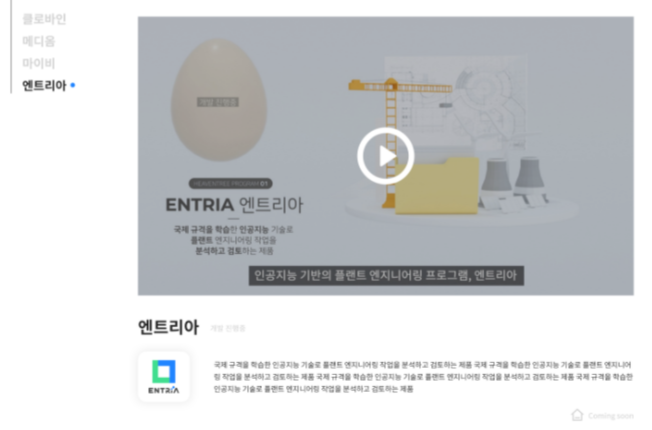 클로바인
메디움
마이비
엔트리아
개발 진행중
ENTRIA 엔트리아
국제 규격을 학습한 인공지능 기술로
플랜트 엔지니어링 작업을
분석하고 검토하는 제품
인공지능 기반의 플랜트 엔지니어링 프로그램, 엔트리아
엔트리아 개발 진행중
ENTRIA
국제 규격을 학습한 인공지능 기술로 플랜트 엔지니어링 작업을 분석하고 검토하는 제품 국제 규격을 학습한 인공지능 기술로 플랜트 엔지니어
링 작업을 분석하고 검토하는 제품 국제 규격을 학습한 인공지능 기술로 플랜트 엔지니어링 작업을 분석하고 검토하는 제품 국제 규격을 학습한
인공지능 기술로 플랜트 엔지니어링 작업을 분석하고 검토하는 제품
Coming soon